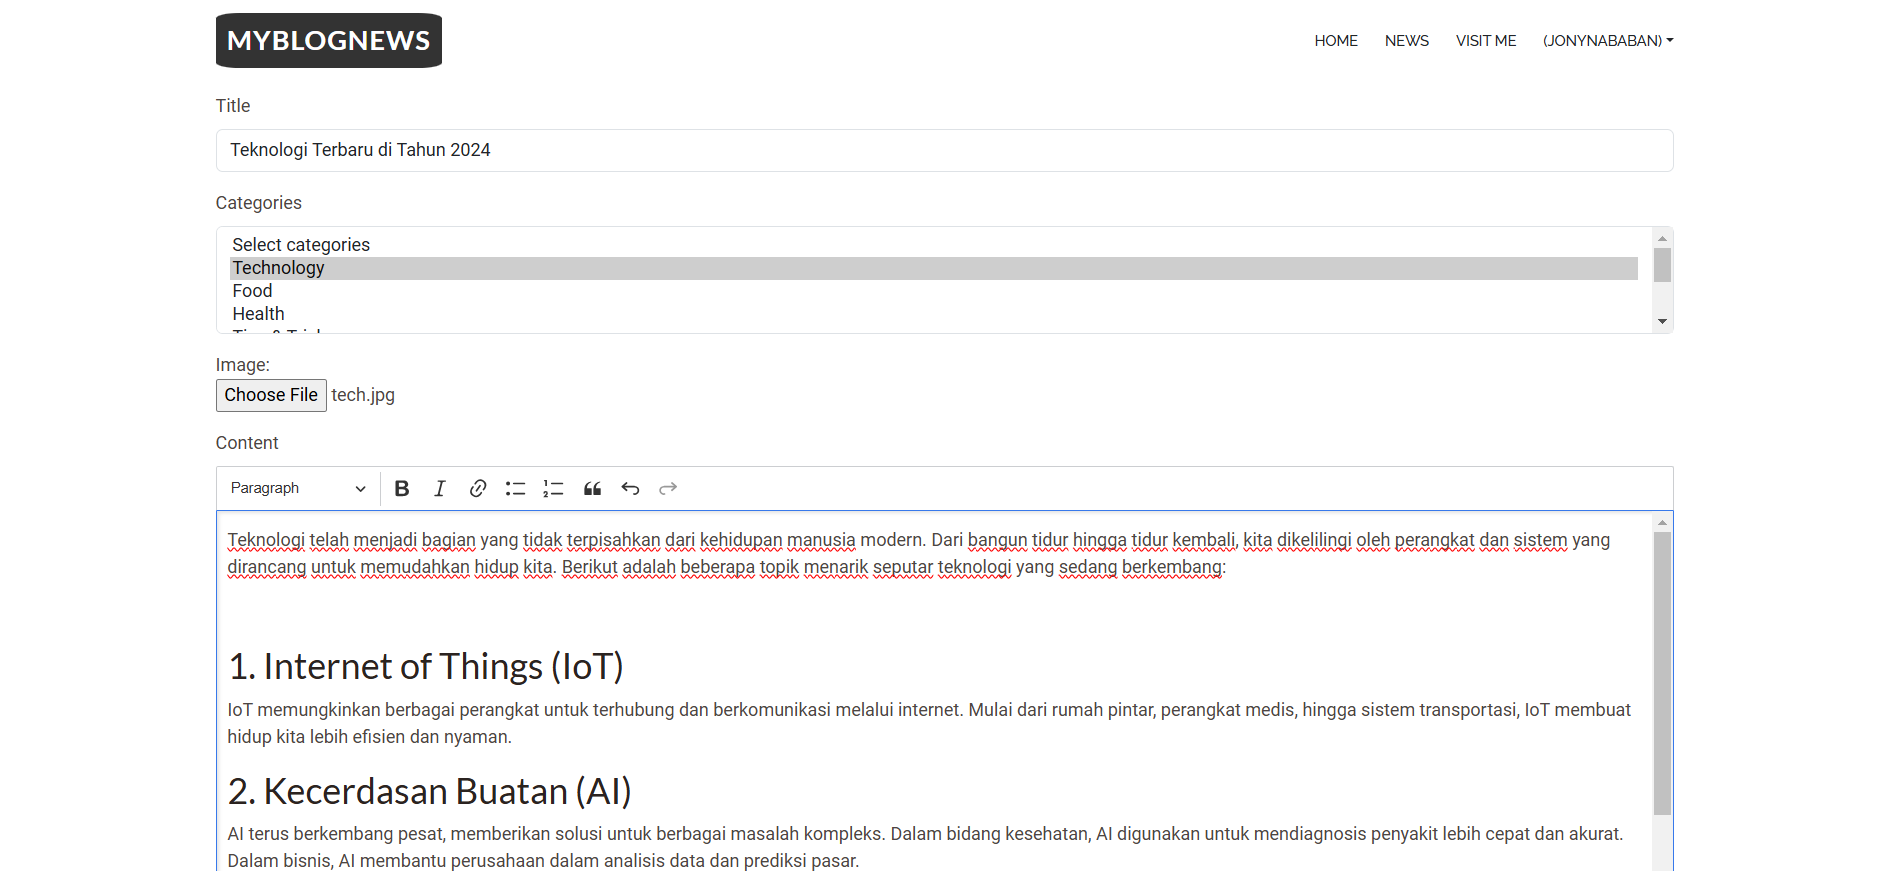 MYBLOGNEWS
HOME NEWS VISIT ME (JONYNABABAN)
Title
Teknologi Terbaru di Tahun 2024
Categories
Select categories
Technology
Food
Health
Image:
Choose File tech.jpg
Content
Paragraph
Teknologi telah menjadi bagian yang tidak terpisahkan dari kehidupan manusia modern. Dari bangun tidur hingga tidur kembali, kita dikelilingi oleh perangkat dan sistem yang
dirancang untuk memudahkan hidup kita. Berikut adalah beberapa topik menarik seputar teknologi yang sedang berkembang:
1. Internet of Things (IoT)
IoT memungkinkan berbagai perangkat untuk terhubung dan berkomunikasi melalui internet. Mulai dari rumah pintar, perangkat medis, hingga sistem transportasi, IoT membuat
hidup kita lebih efisien dan nyaman.
2. Kecerdasan Buatan (AI)
AI terus berkembang pesat, memberikan solusi untuk berbagai masalah kompleks. Dalam bidang kesehatan, AI digunakan untuk mendiagnosis penyakit lebih cepat dan akurat.
Dalam bisnis, AI membantu perusahaan dalam analisis data dan prediksi pasar.